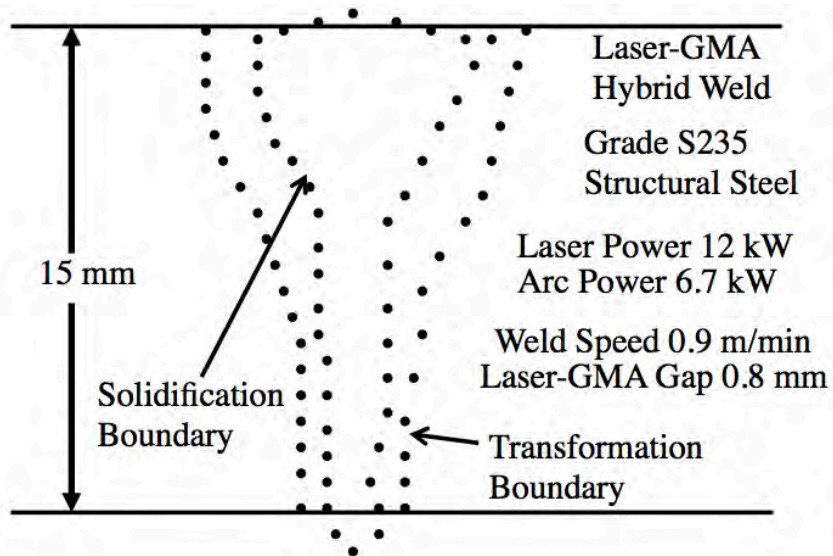 Laser-GMA
Hybrid Weld
Grade S235
Structural Steel
15 mm
Laser Power 12 kW
Arc Power 6.7 kW
Weld Speed 0.9 m/min
Laser-GMA Gap 0.8 mm
Solidification
Boundary
Transformation
Boundary